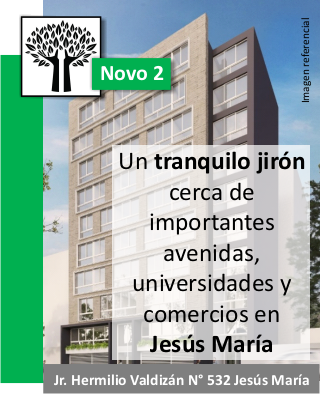 Imagen referencial
Novo 2
Un tranquilo jirón
cerca de
importantes
avenidas,
universidades y
comercios en
Jesús María
Jr. Hermilio Valdizán N° 532 Jesús María